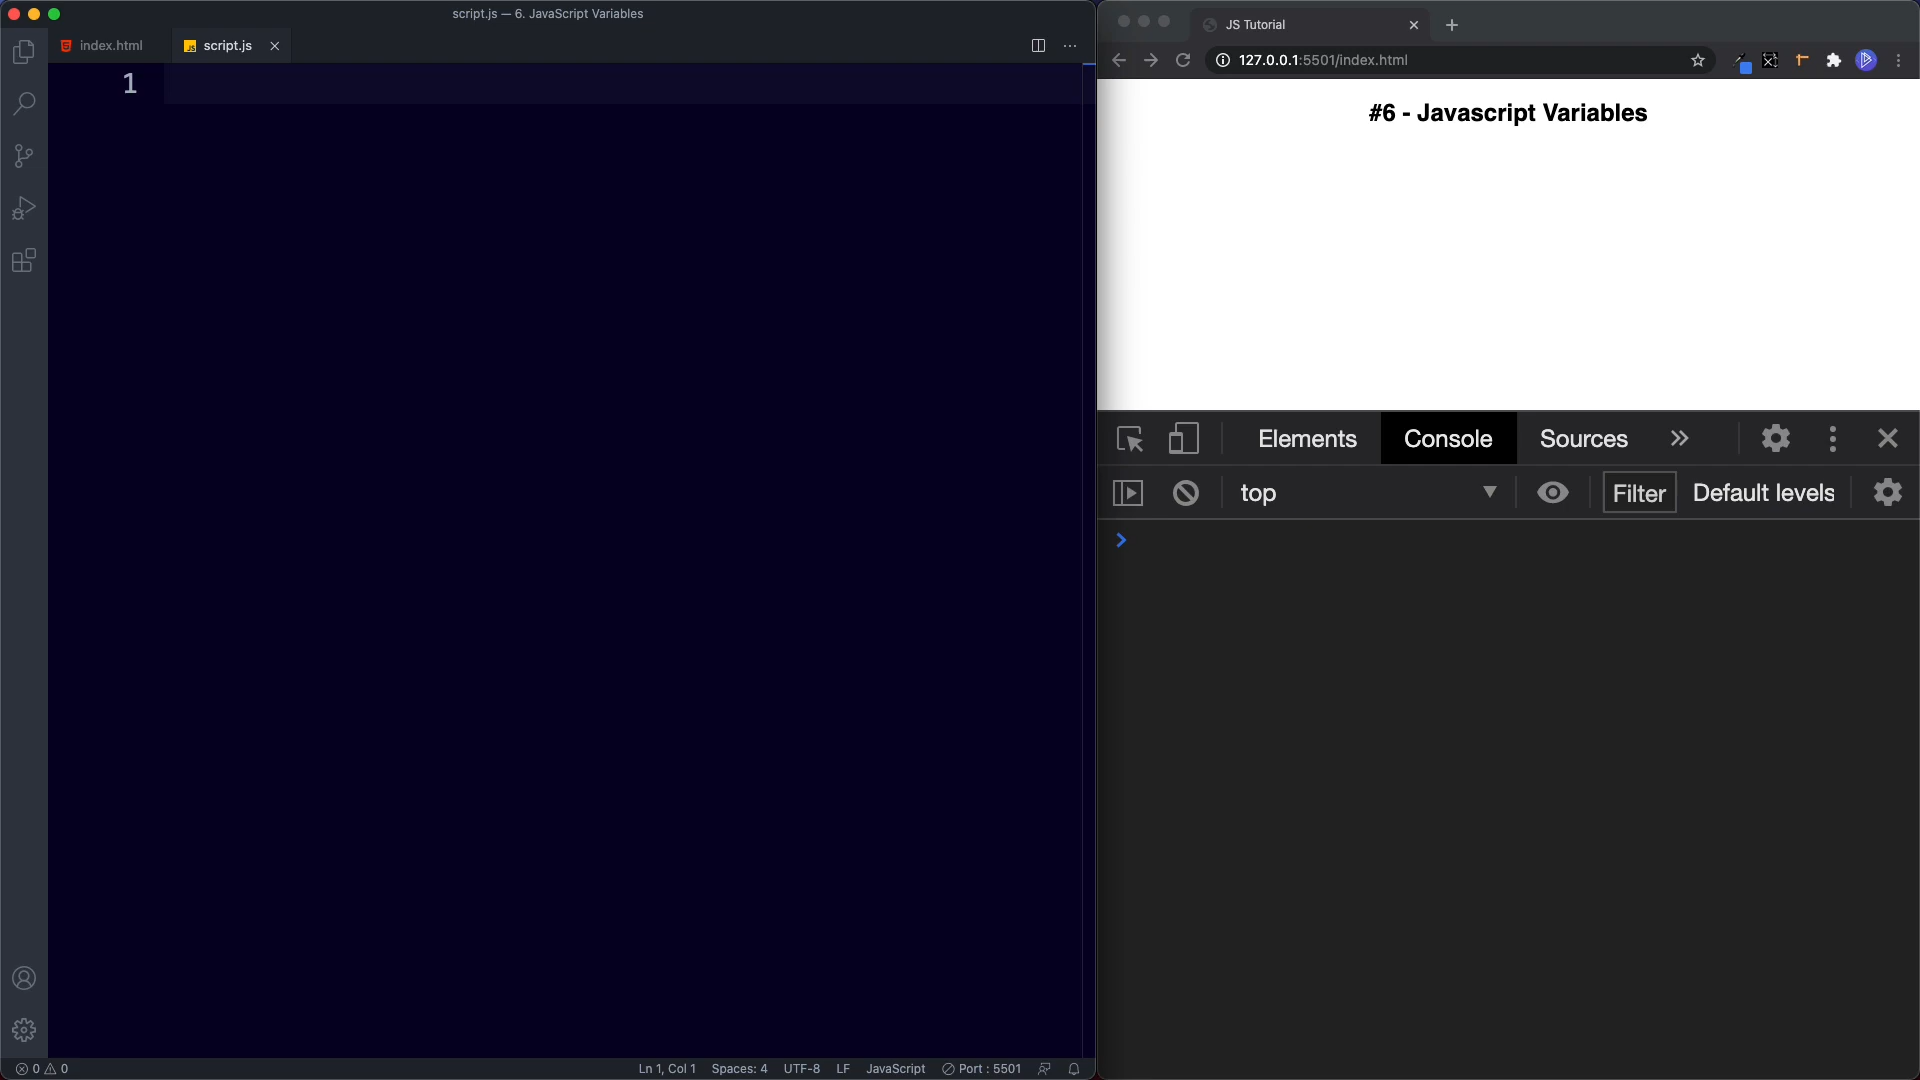 script.js — 6. JavaScript Variables
index.html
script.js
1
0 0
Ln 1, Col 1
Spaces: 4
UTF-8
LF
JavaScript
Port : 5501
JS Tutorial
127.0.0.1:5501/index.html
#6 - Javascript Variables
Elements
Console
Sources
top
Filter
Default levels